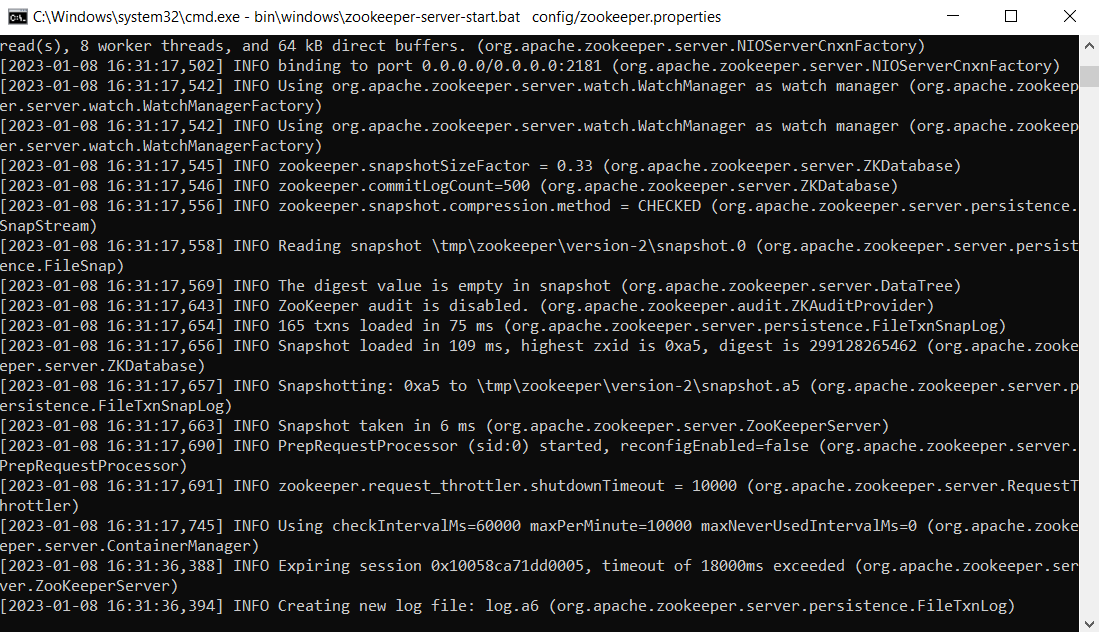 C:\Windows\system32\cmd.exe - bin\windows\zookeeper-server-start.bat config/zookeeper.properties
read(s), 8 worker threads, and 64 kB direct buffers. (org.apache.zookeeper.server.NIOServerCnxnFactory)
[2023-01-08 16:31:17,502] INFO binding to port 0.0.0.0/0.0.0.0:2181 (org.apache.zookeeper.server.NIOServerCnxnFactory)
[2023-01-08 16:31:17,542] INFO Using org.apache.zookeeper.server.watch.WatchManager as watch manager (org.apache.zookeep
er.server.watch.WatchManagerFactory)
[2023-01-08 16:31:17,542] INFO Using org.apache.zookeeper.server.watch.WatchManager as watch manager (org.apache.zookeep
er.server.watch.WatchManagerFactory)
[2023-01-08 16:31:17,545] INFO zookeeper.snapshotSizeFactor = 0.33 (org.apache.zookeeper.server.ZKDatabase)
[2023-01-08 16:31:17,546] INFO zookeeper.commitLogCount=500 (org.apache.zookeeper.server.ZKDatabase)
[2023-01-08 16:31:17,556] INFO zookeeper.snapshot.compression.method = CHECKED (org.apache.zookeeper.server.persistence.
SnapStream)
[2023-01-08 16:31:17,558] INFO Reading snapshot \tmp\zookeeper\version-2\snapshot.0 (org.apache.zookeeper.server.persist
ence.FileSnap)
[2023-01-08 16:31:17,569] INFO The digest value is empty in snapshot (org.apache.zookeeper.server.DataTree)
[2023-01-08 16:31:17,643] INFO ZooKeeper audit is disabled. (org.apache.zookeeper.audit.ZKAuditProvider)
[2023-01-08 16:31:17,654] INFO 165 txns loaded in 75 ms (org.apache.zookeeper.server.persistence.FileTxnSnapLog)
[2023-01-08 16:31:17,656] INFO Snapshot loaded in 109 ms, highest zxid is 0xa5, digest is 299128265462 (org.apache.zooke
eper.server.ZKDatabase)
[2023-01-08 16:31:17,657] INFO Snapshotting: 0xa5 to \tmp\zookeeper\version-2\snapshot.a5 (org.apache.zookeeper.server.p
ersistence.FileTxnSnapLog)
[2023-01-08 16:31:17,663] INFO Snapshot taken in 6 ms (org.apache.zookeeper.server.ZooKeeperServer)
[2023-01-08 16:31:17,690] INFO PrepRequestProcessor (sid:0) started, reconfigEnabled=false (org.apache.zookeeper.server.
PrepRequestProcessor)
[2023-01-08 16:31:17,691] INFO zookeeper.request_throttler.shutdownTimeout = 10000 (org.apache.zookeeper.server.RequestT
hrottler)
[2023-01-08 16:31:17,745] INFO Using checkIntervalMs=60000 maxPerMinute=10000 maxNeverUsedIntervalMs=0 (org.apache.zooke
eper.server.ContainerManager)
[2023-01-08 16:31:36,388] INFO Expiring session 0x10058ca71dd0005, timeout of 18000ms exceeded (org.apache.zookeeper.ser
ver.ZooKeeperServer)
[2023-01-08 16:31:36,394] INFO Creating new log file: log.a6 (org.apache.zookeeper.server.persistence.FileTxnLog)